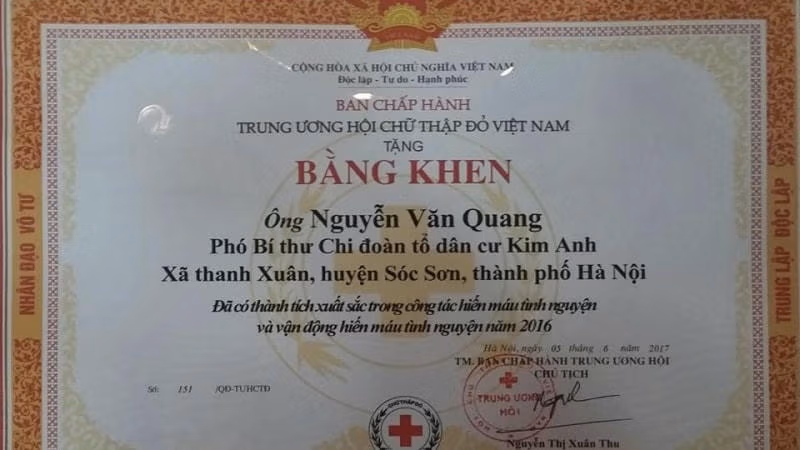 CỘNG HÒA XÃ HỘI CHỦ NGHĨA VIỆT NAM
Độc lập - Tự do - Hạnh phúc
BAN CHẤP HÀNH
TRUNG ƯƠNG HỘI CHỮ THẬP ĐỎ VIỆT NAM
TẶNG
BẰNG KHEN
Ông Nguyễn Văn Quang
Phó Bí thư Chi đoàn tổ dân cư Kim Anh
Xã thanh Xuân, huyện Sóc Sơn, thành phố Hà Nội
Đã có thành tích xuất sắc trong công tác hiến máu tình nguyện
và vận động hiến máu tình nguyện năm 2016
Hà Nội, ngày 05 tháng 6 năm 2017
TM. BAN CHẤP HÀNH TRUNG ƯƠNG HỘI
CHỦ TỊCH
Số: 151 /QĐ-TUHCTĐ
TRUNG ƯƠNG
HỘI
CHỮ THẬP ĐỎ
Nguyễn Thị Xuân Thu
NHÂN ĐẠO VÔ TƯ
TRUNG LẬP ĐỘC LẬP